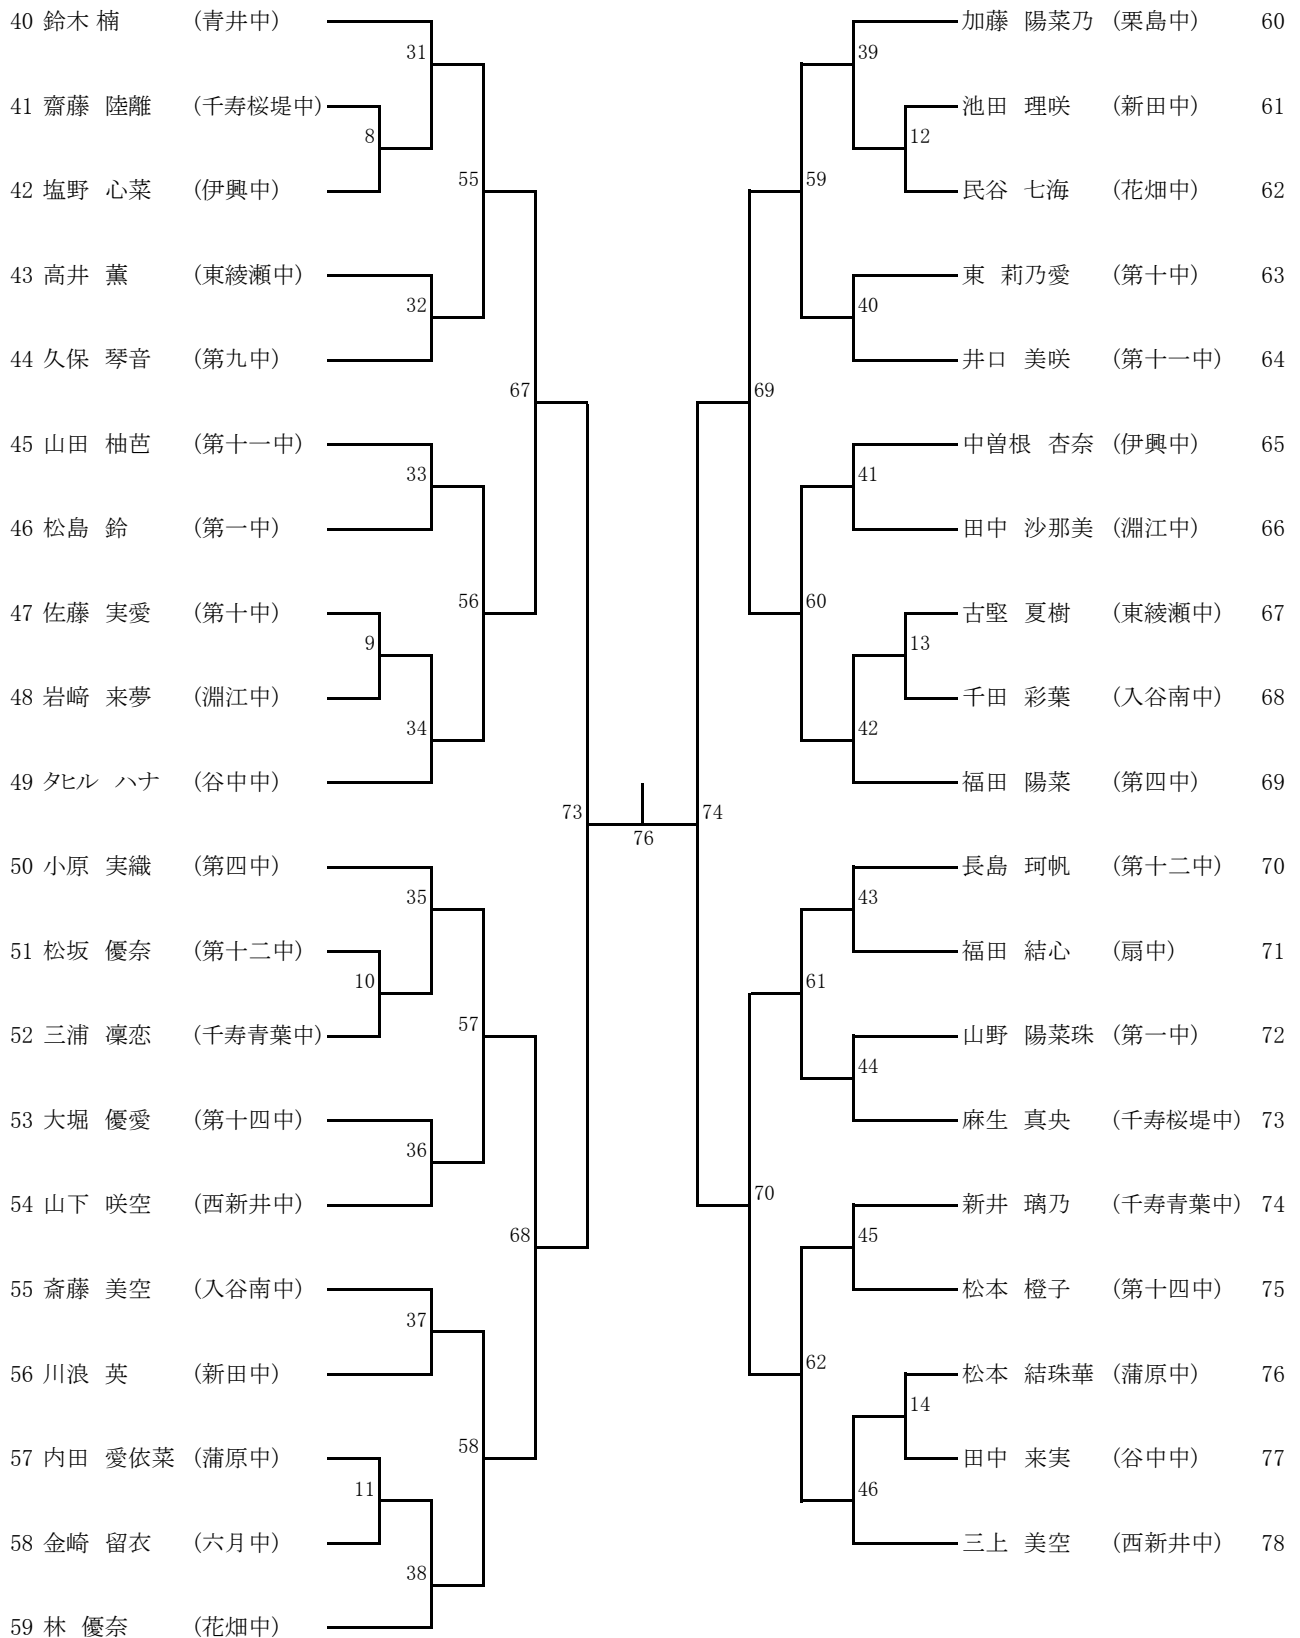 40 鈴木 楠 (青井中)
31
41 齋藤 陸離 (千寿桜堤中)
8
42 塩野 心菜 (伊興中)
55
43 高井 薫 (東綾瀬中)
32
44 久保 琴音 (第九中)
67
45 山田 柚芭 (第十一中)
33
46 松島 鈴 (第一中)
56
47 佐藤 実愛 (第十中)
9
48 岩﨑 来夢 (淵江中)
34
49 タヒル ハナ (谷中中)
73
50 小原 実織 (第四中)
35
51 松坂 優奈 (第十二中)
10
52 三浦 凜恋 (千寿青葉中)
57
53 大堀 優愛 (第十四中)
36
54 山下 咲空 (西新井中)
68
55 斎藤 美空 (入谷南中)
37
56 川浪 英 (新田中)
58
57 内田 愛依菜 (蒲原中)
11
58 金崎 留衣 (六月中)
38
59 林 優奈 (花畑中)
76
加藤 陽菜乃 (栗島中) 60
39
池田 理咲 (新田中) 61
12
民谷 七海 (花畑中) 62
59
東 莉乃愛 (第十中) 63
40
井口 美咲 (第十一中) 64
69
中曽根 杏奈 (伊興中) 65
41
田中 沙那美 (淵江中) 66
60
古堅 夏樹 (東綾瀬中) 67
13
千田 彩葉 (入谷南中) 68
42
福田 陽菜 (第四中) 69
74
長島 珂帆 (第十二中) 70
43
福田 結心 (扇中) 71
61
山野 陽菜珠 (第一中) 72
44
麻生 真央 (千寿桜堤中) 73
70
新井 璃乃 (千寿青葉中) 74
45
松本 橙子 (第十四中) 75
62
松本 結珠華 (蒲原中) 76
14
田中 来実 (谷中中) 77
46
三上 美空 (西新井中) 78